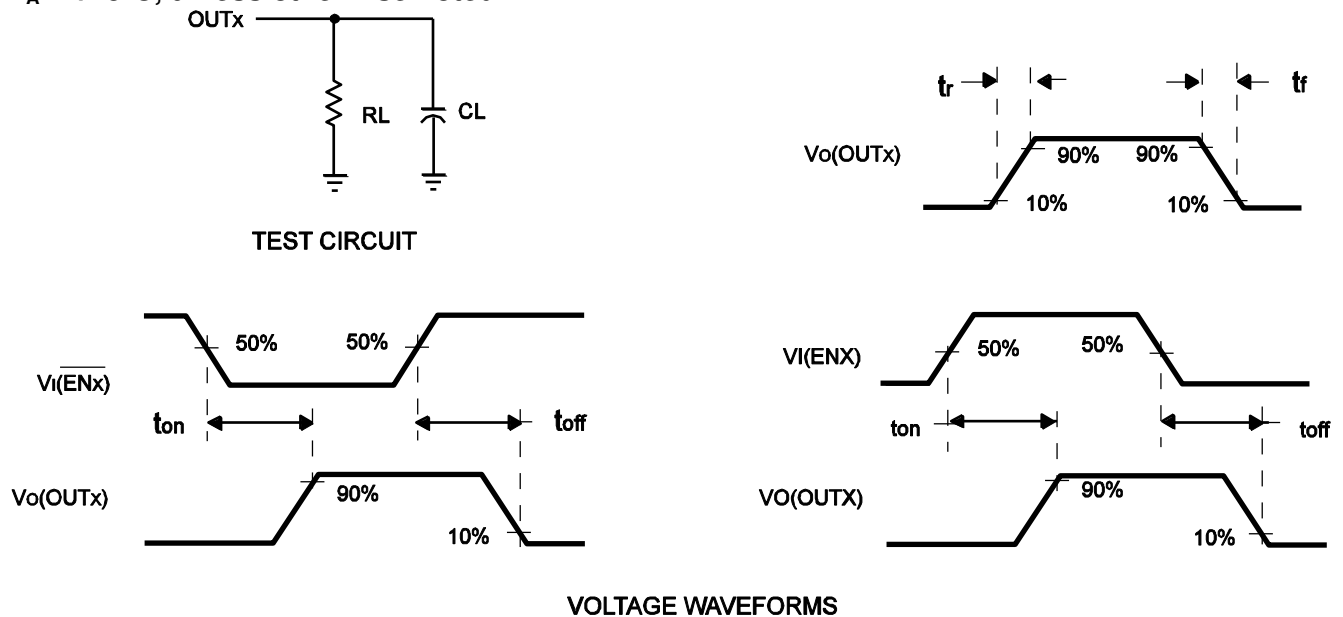 OUTx
RL
CL
TEST CIRCUIT
tr
tf
Vo(OUTx)
90%
90%
10%
10%
VI(ENx)
50%
50%
ton
toff
Vo(OUTx)
90%
10%
VI(ENX)
50%
50%
ton
toff
VO(OUTX)
90%
10%
VOLTAGE WAVEFORMS